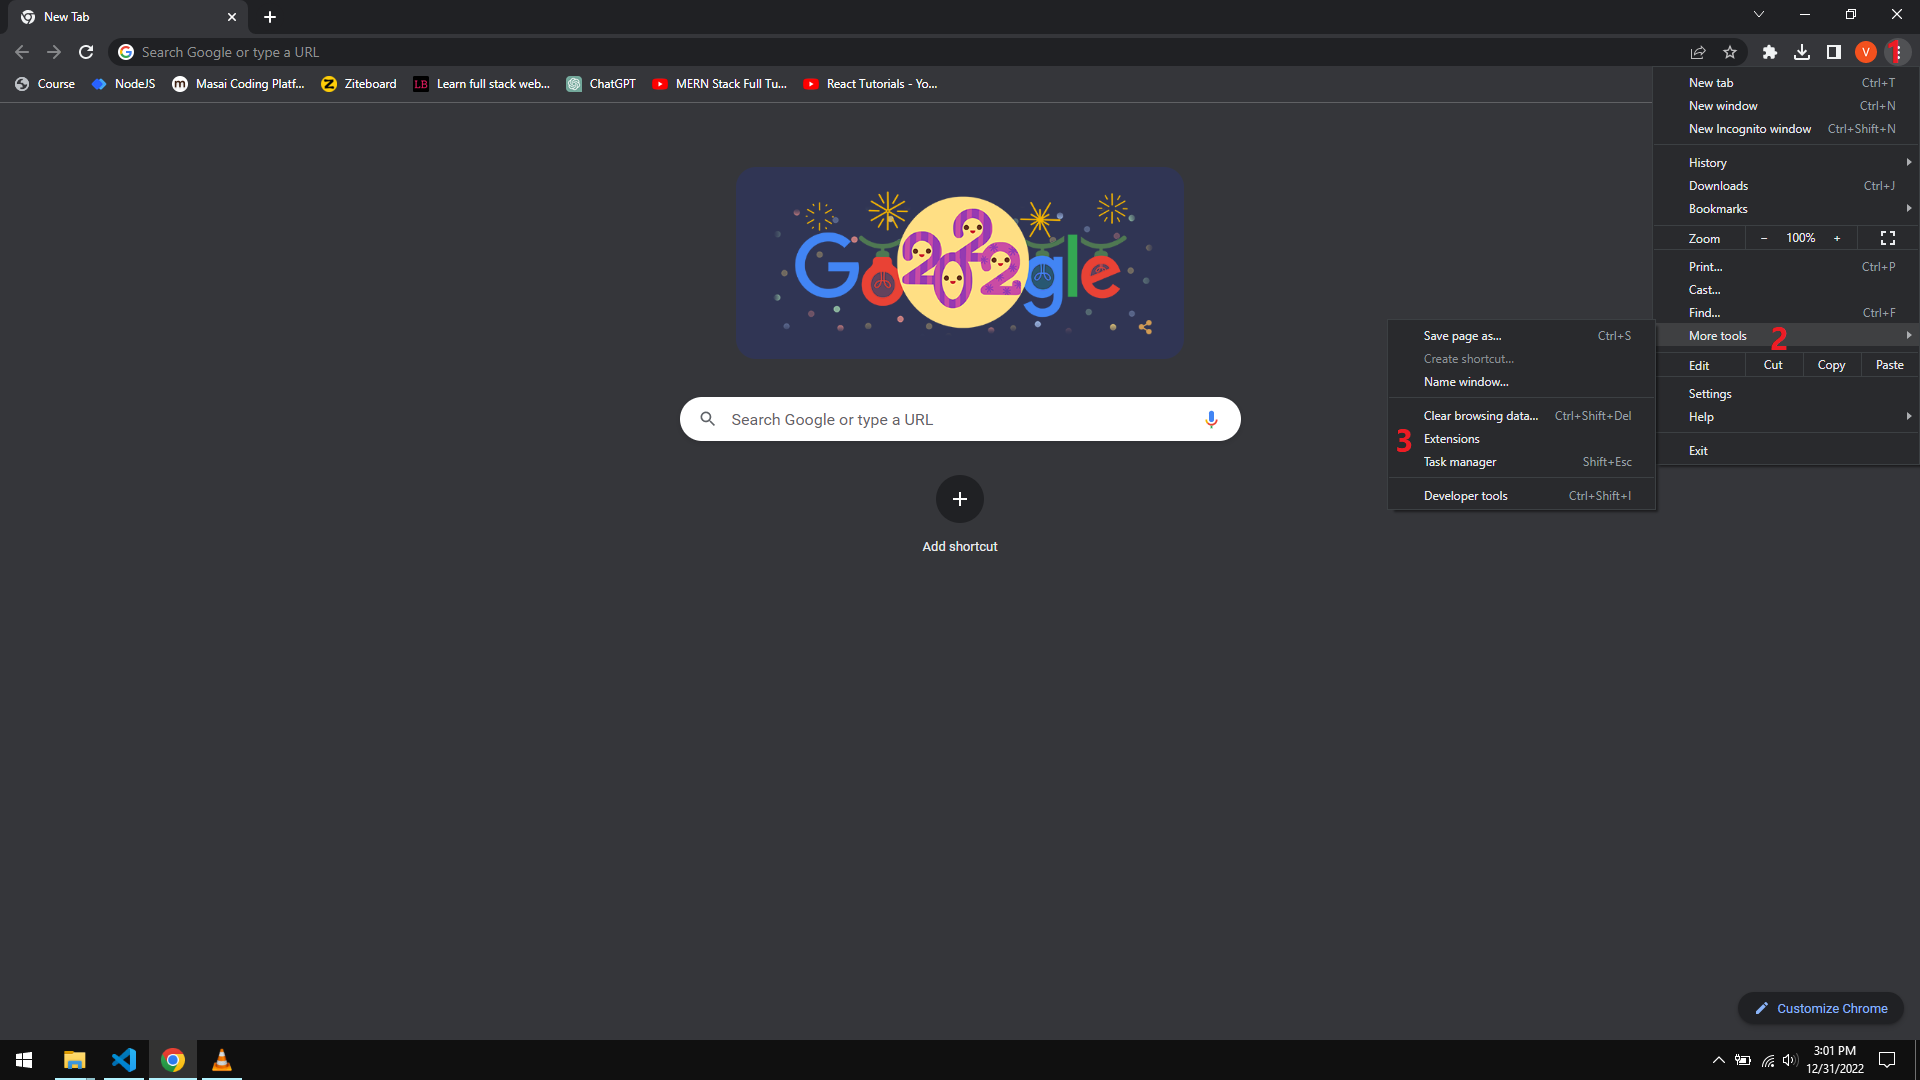 New Tab
Search Google or type a URL
V
1
Course
NodeJS
Masai Coding Platf...
Ziteboard
LB
Learn full stack web...
ChatGPT
MERN Stack Full Tu...
React Tutorials - Yo...
New tab Ctrl+T
New window Ctrl+N
New Incognito window Ctrl+Shift+N
History
Downloads Ctrl+J
Bookmarks
Zoom - 100% +
Print... Ctrl+P
Cast...
Find... Ctrl+F
More tools 2
Edit Cut Copy Paste
Settings
Help
Exit
Save page as... Ctrl+S
Create shortcut...
Name window...
Clear browsing data... Ctrl+Shift+Del
3 Extensions
Task manager Shift+Esc
Developer tools Ctrl+Shift+I
Go2022gle
Search Google or type a URL
Add shortcut
Customize Chrome
3:01 PM
12/31/2022